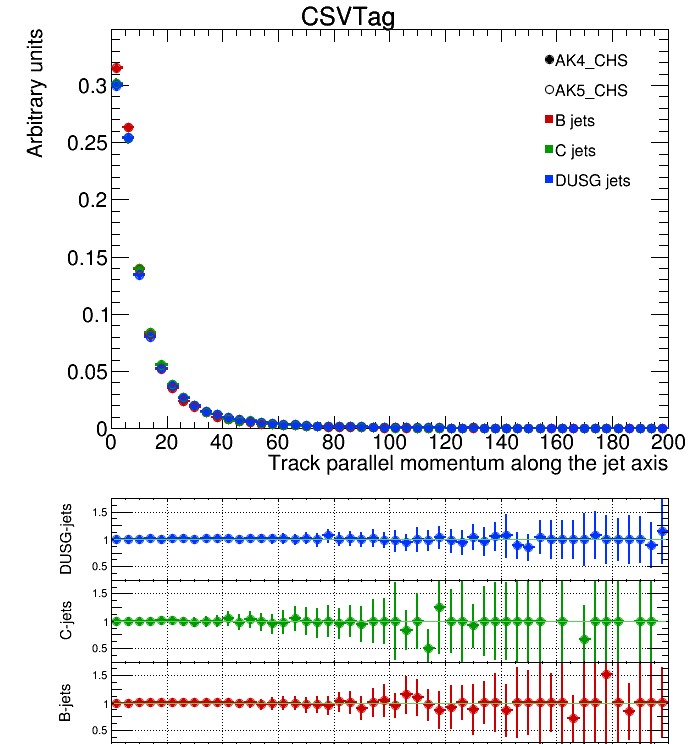 CSVTag
Arbitrary units
AK4_CHS
AK5_CHS
B jets
C jets
DUSG jets
0.3
0.25
0.2
0.15
0.1
0.05
0
0 20 40 60 80 100 120 140 160 180 200
Track parallel momentum along the jet axis
DUSG-jets
1.5
1
0.5
C-jets
1.5
1
0.5
B-jets
1.5
1
0.5